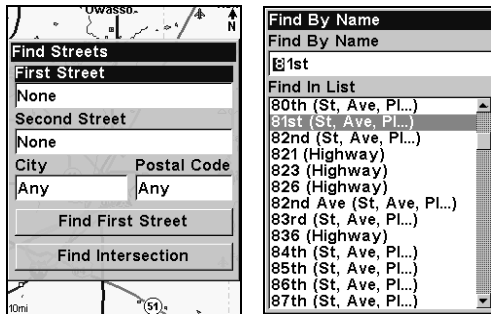 Owasso
N
Find Streets
First Street
None
Second Street
None
City Postal Code
Any Any
Find First Street
Find Intersection
10mi
51
Find By Name
Find By Name
81st
Find In List
80th (St, Ave, Pl...)
81st (St, Ave, Pl...)
82nd (St, Ave, Pl...)
821 (Highway)
823 (Highway)
826 (Highway)
82nd Ave (St, Ave, Pl...)
83rd (St, Ave, Pl...)
836 (Highway)
84th (St, Ave, Pl...)
85th (St, Ave, Pl...)
86th (St, Ave, Pl...)
87th (St, Ave, Pl...)